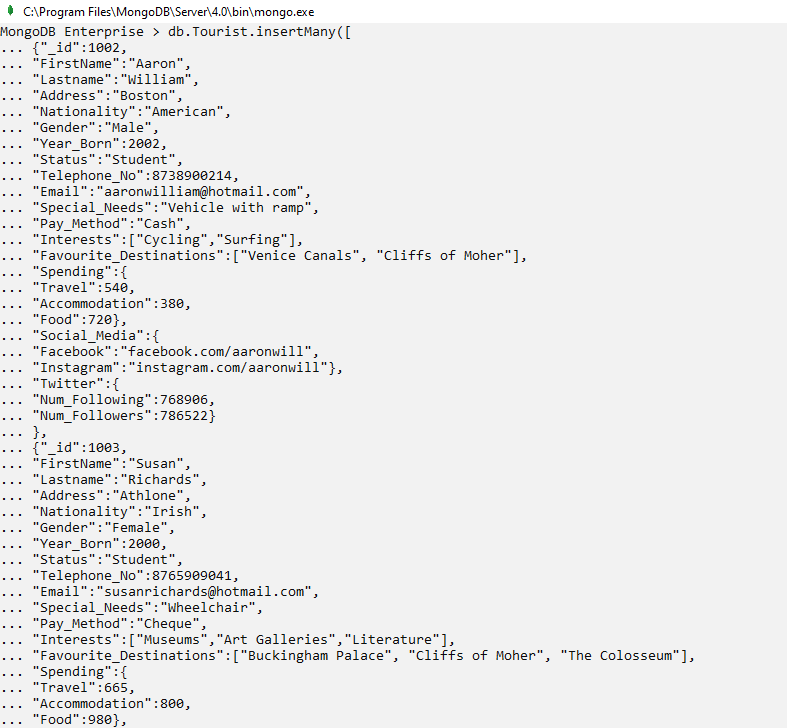 C:\Program Files\MongoDB\Server\4.0\bin\mongo.exe
MongoDB Enterprise > db.Tourist.insertMany([
... {"_id":1002,
... "FirstName":"Aaron",
... "Lastname":"William",
... "Address":"Boston",
... "Nationality":"American",
... "Gender":"Male",
... "Year_Born":2002,
... "Status":"Student",
... "Telephone_No":8738900214,
... "Email":"aaronwilliam@hotmail.com",
... "Special_Needs":"Vehicle with ramp",
... "Pay_Method":"Cash",
... "Interests":["Cycling","Surfing"],
... "Favourite_Destinations":["Venice Canals", "Cliffs of Moher"],
... "Spending":{
... "Travel":540,
... "Accommodation":380,
... "Food":720},
... "Social_Media":{
... "Facebook":"facebook.com/aaronwill",
... "Instagram":"instagram.com/aaronwill"},
... "Twitter":{
... "Num_Following":768906,
... "Num_Followers":786522}
... },
... {"_id":1003,
... "FirstName":"Susan",
... "Lastname":"Richards",
... "Address":"Athlone",
... "Nationality":"Irish",
... "Gender":"Female",
... "Year_Born":2000,
... "Status":"Student",
... "Telephone_No":8765909041,
... "Email":"susanrichards@hotmail.com",
... "Special_Needs":"Wheelchair",
... "Pay_Method":"Cheque",
... "Interests":["Museums","Art Galleries","Literature"],
... "Favourite_Destinations":["Buckingham Palace", "Cliffs of Moher", "The Colosseum"],
... "Spending":{
... "Travel":665,
... "Accommodation":800,
... "Food":980},